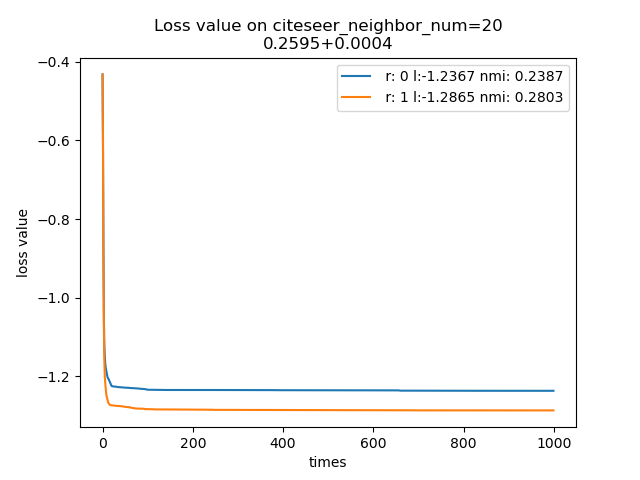 Loss value on citeseer_neighbor_num=20
0.2595+0.0004
r: 0 l:-1.2367 nmi: 0.2387
r: 1 l:-1.2865 nmi: 0.2803
−0.4
−0.6
−0.8
−1.0
−1.2
loss value
0 200 400 600 800 1000
times